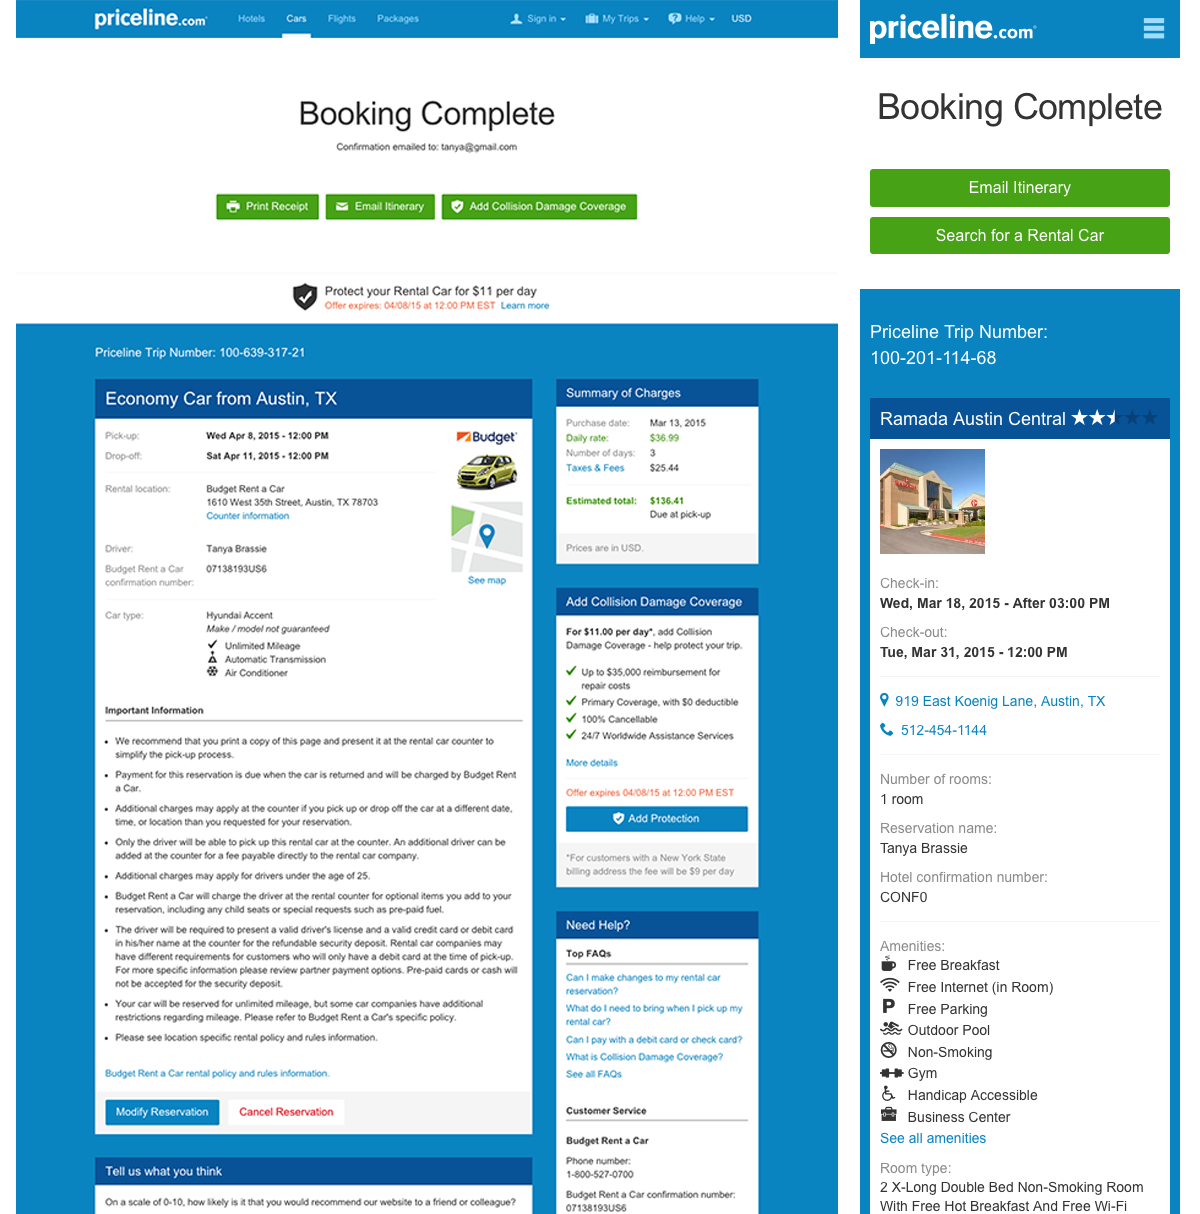 priceline.com
Hotels Cars Flights Packages Sign in My Trips Help USD
Booking Complete
Confirmation emailed to: tanya@gmail.com
Print Receipt Email Itinerary Add Collision Damage Coverage
Protect your Rental Car for $11 per day
Offer expires: 04/08/15 at 12:00 PM EST Learn more
Priceline Trip Number: 100-639-317-21
Economy Car from Austin, TX
Pick-up: Wed Apr 8, 2015 - 12:00 PM
Drop-off: Sat Apr 11, 2015 - 12:00 PM
Budget
Rental location: Budget Rent a Car
1610 West 35th Street, Austin, TX 78703
Counter information
Driver: Tanya Brassie
Budget Rent a Car 07138193US6
confirmation number:
See map
Car type: Hyundai Accent
Make / model not guaranteed
Unlimited Mileage
Automatic Transmission
Air Conditioner
Important Information
• We recommend that you print a copy of this page and present it at the rental car counter to
simplify the pick-up process.
• Payment for this reservation is due when the car is returned and will be charged by Budget Rent
a Car.
• Additional charges may apply at the counter if you pick up or drop off the car at a different date,
time, or location than you requested for your reservation.
• Only the driver will be able to pick up this rental car at the counter. An additional driver can be
added at the counter for a fee payable directly to the rental car company.
• Additional charges may apply for drivers under the age of 25.
• Budget Rent a Car will charge the driver at the rental counter for optional items you add to your
reservation, including any child seats or special requests such as pre-paid fuel.
• The driver will be required to present a valid driver's license and a valid credit card or debit card
in his/her name at the counter for the refundable security deposit. Rental car companies may
have different requirements for customers who will only have a debit card at the time of pick-up.
For more specific information please review partner payment options. Pre-paid cards or cash will
not be accepted for the security deposit.
• Your car will be reserved for unlimited mileage, but some car companies have additional
restrictions regarding mileage. Please refer to Budget Rent a Car's specific policy.
• Please see location specific rental policy and rules information.
Budget Rent a Car rental policy and rules information.
Modify Reservation Cancel Reservation
Tell us what you think
On a scale of 0-10, how likely is it that you would recommend our website to a friend or colleague?
Summary of Charges
Purchase date: Mar 13, 2015
Daily rate: $36.99
Number of days: 3
Taxes & Fees $25.44
Estimated total: $136.41
Due at pick-up
Prices are in USD.
Add Collision Damage Coverage
For $11.00 per day*, add Collision
Damage Coverage - help protect your trip.
Up to $35,000 reimbursement for
repair costs
Primary Coverage, with $0 deductible
100% Cancellable
24/7 Worldwide Assistance Services
More details
Offer expires 04/08/15 at 12:00 PM EST
Add Protection
*For customers with a New York State
billing address the fee will be $9 per day
Need Help?
Top FAQs
Can I make changes to my rental car
reservation?
What do I need to bring when I pick up my
rental car?
Can I pay with a debit card or check card?
What is Collision Damage Coverage?
See all FAQs
Customer Service
Budget Rent a Car
Phone number:
1-800-527-0700
Budget Rent a Car confirmation number:
07138193US6
priceline.com
Booking Complete
Email Itinerary
Search for a Rental Car
Priceline Trip Number:
100-201-114-68
Ramada Austin Central
Check-in:
Wed, Mar 18, 2015 - After 03:00 PM
Check-out:
Tue, Mar 31, 2015 - 12:00 PM
919 East Koenig Lane, Austin, TX
512-454-1144
Number of rooms:
1 room
Reservation name:
Tanya Brassie
Hotel confirmation number:
CONF0
Amenities:
Free Breakfast
Free Internet (in Room)
P Free Parking
Outdoor Pool
Non-Smoking
Gym
Handicap Accessible
Business Center
See all amenities
Room type:
2 X-Long Double Bed Non-Smoking Room
With Free Hot Breakfast And Free Wi-Fi